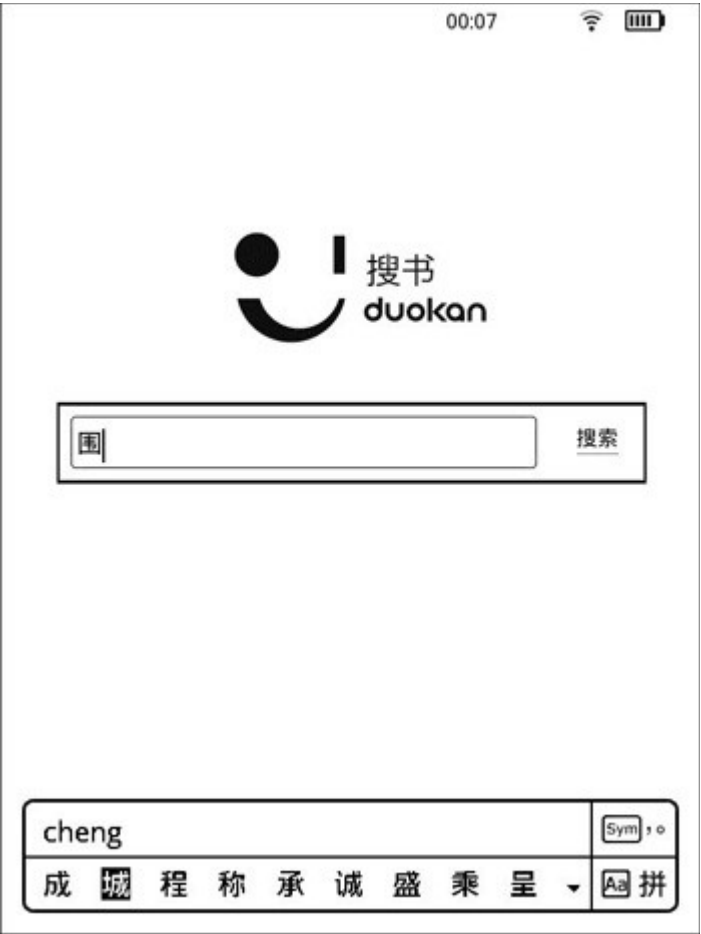 00:07
搜书
duokan
围
搜索
cheng
Sym ，。
成 城 程 称 承 诚 盛 乘 呈
Aa 拼